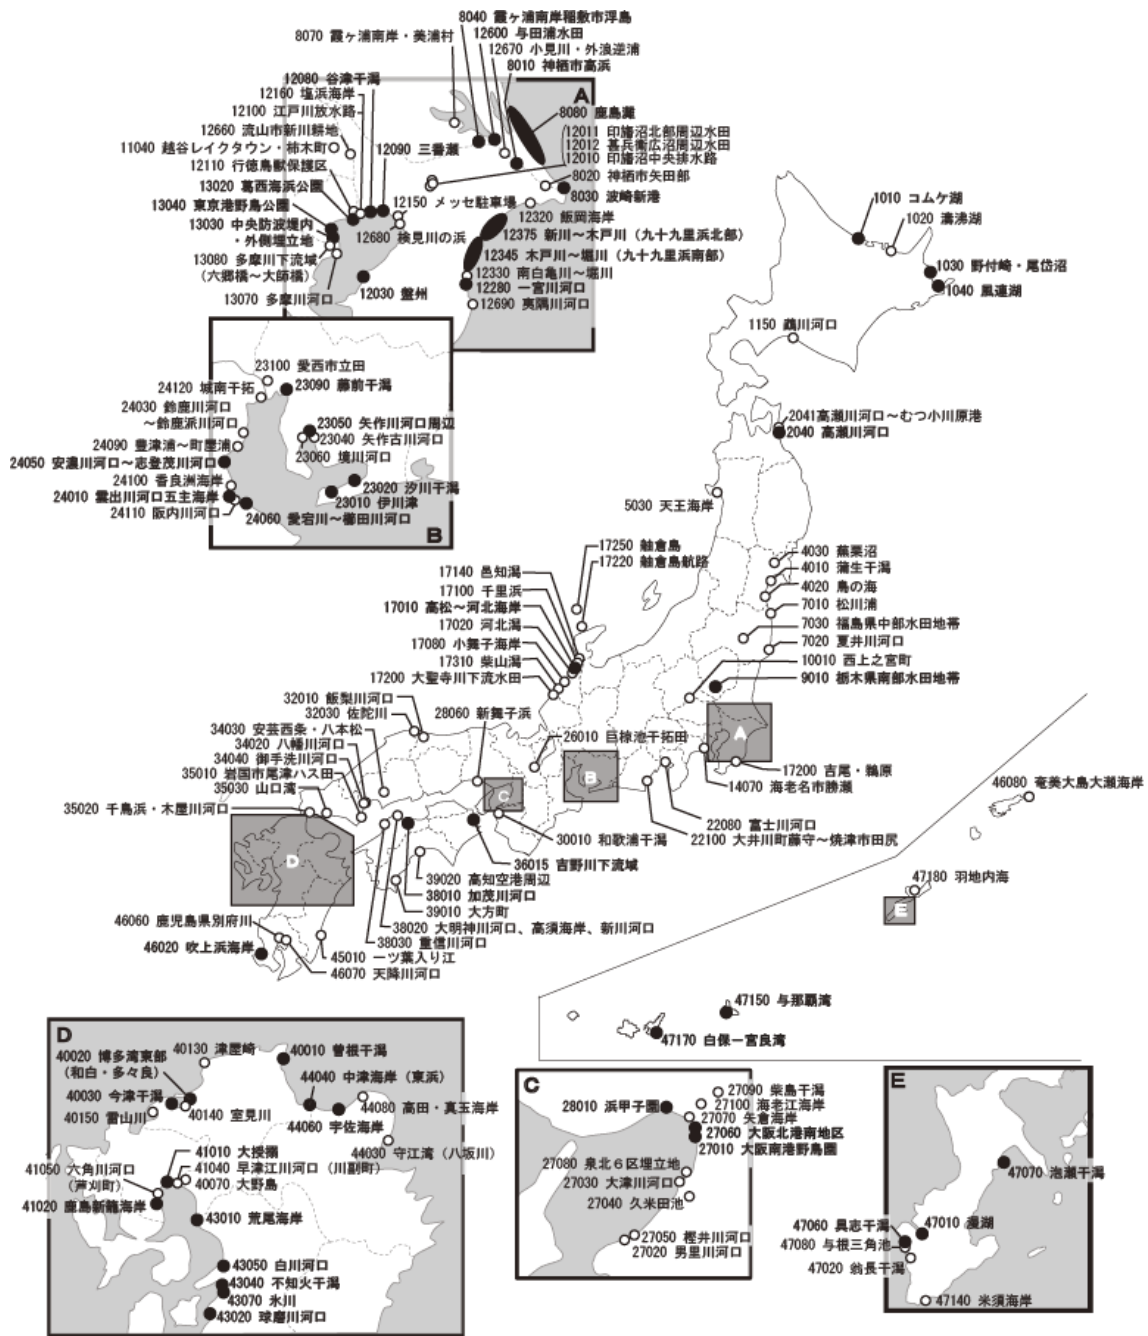 8040 霞ヶ浦南岸稲敷市浮島
12600 与田浦水田
8070 霞ヶ浦南岸・美浦村
12670 小見川・外浪逆浦
8010 神栖市高浜
12080 谷津干潟
12160 塩浜海岸
12100 江戸川放水路
12660 流山市新川耕地
11040 越谷レイクタウン・柿木町
12110 行徳鳥獣保護区
13020 葛西海浜公園
13040 東京港野鳥公園
13030 中央防波堤内
・外側埋立地
13080 多摩川下流域
(六郷橋~大師橋)
13070 多摩川河口
12090 三番瀬
12150 メッセ駐車場
12680 検見川の浜
12030 盤州
A
8080 鹿島灘
12011 印旛沼北部周辺水田
12012 甚兵衛広沼周辺水田
12010 印旛沼中央排水路
8020 神栖市矢田部
8030 波崎新港
12320 飯岡海岸
12375 新川~木戸川(九十九里浜北部)
12345 木戸川~堀川(九十九里浜南部)
12330 南白亀川~堀川
12280 一宮川河口
12690 夷隅川河口
23100 愛西市立田
24120 城南干拓
23090 藤前干潟
24030 鈴鹿川河口
~鈴鹿派川河口
23050 矢作川河口周辺
23040 矢作古川河口
24090 豊津浦~町屋浦
23060 境川河口
24050 安濃川河口~志登茂川河口
24100 香良洲海岸
23020 汐川干潟
24010 雲出川河口五主海岸
23010 伊川津
24110 阪内川河口
24060 愛宕川~櫛田川河口
B
1010 コムケ湖
1020 濤沸湖
1030 野付崎・尾岱沼
1040 風連湖
1150 鵡川河口
2041高瀬川河口~むつ小川原港
2040 高瀬川河口
5030 天王海岸
4030 蕪栗沼
4010 蒲生干潟
4020 鳥の海
7010 松川浦
7030 福島県中部水田地帯
7020 夏井川河口
10010 西上之宮町
9010 栃木県南部水田地帯
17250 舳倉島
17220 舳倉島航路
17140 邑知潟
17100 千里浜
17010 高松~河北海岸
17020 河北潟
17080 小舞子海岸
17310 柴山潟
17200 大聖寺川下流水田
32010 飯梨川河口
32030 佐陀川
28060 新舞子浜
34030 安芸西条・八本松
34020 八幡川河口
34040 御手洗川河口
35010 岩国市尾津ハス田
35030 山口湾
35020 千鳥浜・木屋川河口
26010 巨椋池干拓田
A
B
C
D
17200 吉尾・鵜原
14070 海老名市勝瀬
22080 富士川河口
22100 大井川町藤守~焼津市田尻
30010 和歌浦干潟
36015 吉野川下流域
39020 高知空港周辺
38010 加茂川河口
39010 大方町
38020 大明神川河口、高須海岸、新川河口
38030 重信川河口
46060 鹿児島県別府川
46020 吹上浜海岸
45010 一ツ葉入り江
46070 天降川河口
46080 奄美大島大瀬海岸
47180 羽地内海
E
47150 与那覇湾
47170 白保ー宮良湾
D
40130 津屋崎
40010 曽根干潟
40020 博多湾東部
(和白・多々良)
44040 中津海岸(東浜)
40030 今津干潟
40150 雷山川
40140 室見川
44080 高田・真玉海岸
44060 宇佐海岸
44030 守江湾(八坂川)
41010 大授搦
41050 六角川河口
(芦刈町)
41040 早津江川河口(川副町)
40070 大野島
41020 鹿島新籠海岸
43010 荒尾海岸
43050 白川河口
43040 不知火干潟
43070 氷川
43020 球磨川河口
C
27090 柴島干潟
28010 浜甲子園
27100 海老江海岸
27070 矢倉海岸
27060 大阪北港南地区
27010 大阪南港野鳥園
27080 泉北6区埋立地
27030 大津川河口
27040 久米田池
27050 樫井川河口
27020 男里川河口
E
47070 泡瀬干潟
47060 具志干潟
47010 漫湖
47080 与根三角池
47020 翁長干潟
47140 米須海岸